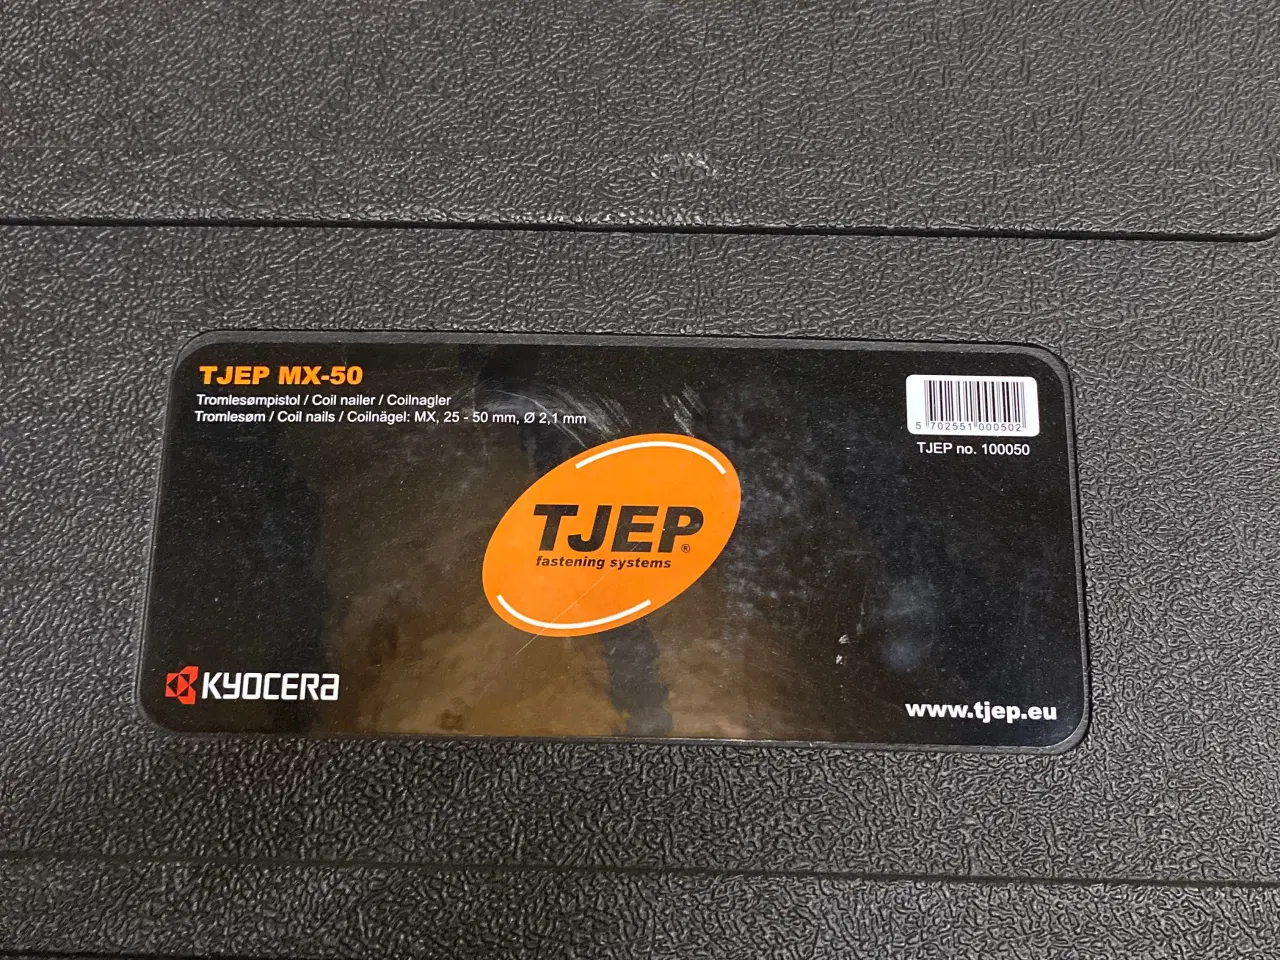 TJEP MX-50
Tromlesømpistol / Coil nailer / Coilnagler
Tromlesøm / Coil nails / Coilnägel: MX, 25 - 50 mm, Ø 2,1 mm
5 702551 000502
TJEP no. 100050
TJEP®
fastening systems
KYOCERA
www.tjep.eu